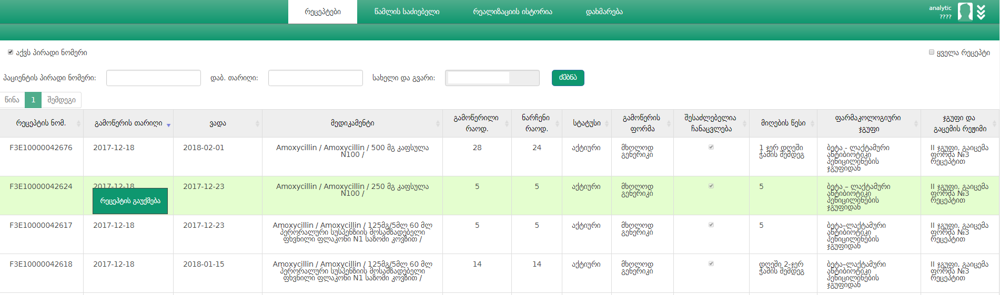 რეცეპტები წამლის საძიებელი რეალიზაციის ისტორია დახმარება analytic
????
აქვს პირადი ნომერი ყველა რეცეპტი
პაციენტის პირადი ნომერი: დაბ. თარიღი: სახელი და გვარი: ძებნა
წინა 1 შემდეგი
რეცეპტის ნომ. გამოწერის თარიღი ვადა მედიკამენტი გამოწერილი რაოდ. ნარჩენი რაოდ. სტატუსი გამოწერის ფორმა შესაძლებელია ჩანაცვლება მიღების წესი ფარმაკოლოგიური ჯგუფი ჯგუფი და გაცემის რეჟიმი
F3E10000042676 2017-12-18 2018-02-01 Amoxycillin / Amoxycillin / 500 მგ კაფსულა 28 24 აქტიური მხოლოდ 1 ჯერ დღეში ბეტა - ლაქტამური II ჯგუფი, გაიცემა
N100 / გენერიკი ჭამის შემდეგ ანტიბიოტიკი ფორმა №3
პენიცილინების რეცეპტით
ჯგუფიდან
F3E10000042624 2017-12-18 2017-12-23 Amoxycillin / Amoxycillin / 250 მგ კაფსულა 5 5 აქტიური მხოლოდ 5 ბეტა – ლაქტამური II ჯგუფი, გაიცემა
N100 / გენერიკი ანტიბიოტიკი ფორმა №3
რეცეპტის გაუქმება პენიცილინების რეცეპტით
ჯგუფიდან
F3E10000042617 2017-12-18 2017-12-23 Amoxycillin / Amoxycillin / 125მგ/5მლ 60 მლ 5 5 აქტიური მხოლოდ 5 ბეტა–ლაქტამური II ჯგუფი, გაიცემა
პერორალური სუსპენზიის მოსამზადებელი გენერიკი ანტიბიოტიკი ფორმა №3
ფხვნილი ფლაკონი N1 საზომი კოვზით / პენიცილინების რეცეპტით
ჯგუფიდან
F3E10000042618 2017-12-18 2018-01-15 Amoxycillin / Amoxycillin / 125მგ/5მლ 60 მლ 14 14 აქტიური მხოლოდ დღეში 2-ჯერ ბეტა–ლაქტამური II ჯგუფი, გაიცემა
პერორალური სუსპენზიის მოსამზადებელი გენერიკი ჭამის შემდეგ ანტიბიოტიკი ფორმა №3
ფხვნილი ფლაკონი N1 საზომი კოვზით / პენიცილინების რეცეპტით
ჯგუფიდან